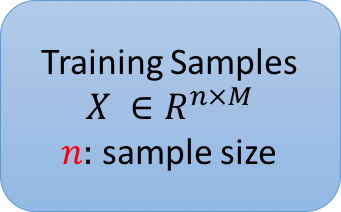 Training Samples
X ∈ R^{n×M}
n: sample size